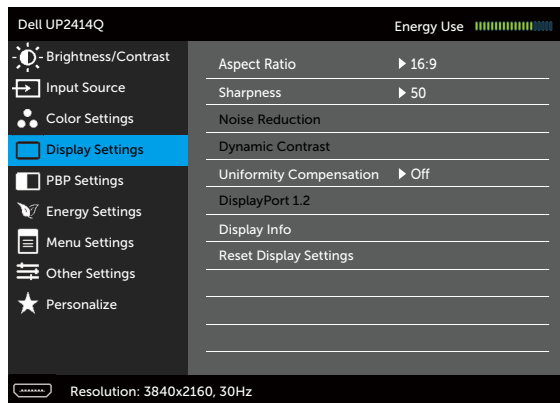 Dell UP2414Q
Energy Use
Brightness/Contrast
Input Source
Color Settings
Display Settings
PBP Settings
Energy Settings
Menu Settings
Other Settings
Personalize
Aspect Ratio 16:9
Sharpness 50
Noise Reduction
Dynamic Contrast
Uniformity Compensation Off
DisplayPort 1.2
Display Info
Reset Display Settings
Resolution: 3840x2160, 30Hz